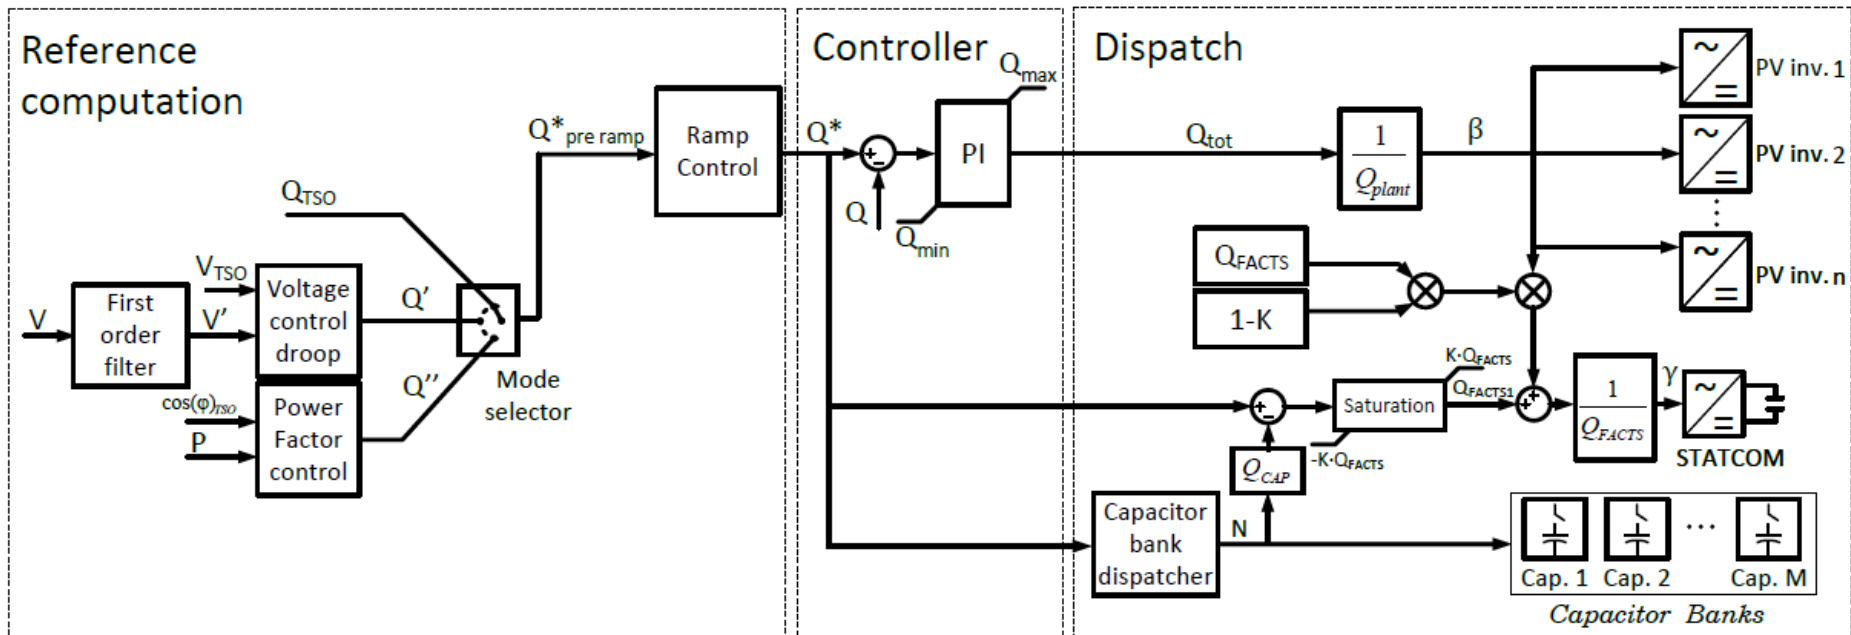 Reference
computation
Controller
Dispatch
Q*pre ramp
Ramp
Control
Q*
+
-
Q
PI
Qmax
Qmin
Qtot
1
Qplant
β
~
=
PV inv. 1
~
=
PV inv. 2
⋮
~
=
PV inv. n
QTSO
VTSO
V
First
order
filter
V'
Voltage
control
droop
Q'
Q''
Mode
selector
cos(φ)TSO
P
Power
Factor
control
QFACTS
1-K
+
-
Saturation
K·QFACTS
QFACTS1
-K·QFACTS
+
+
1
QFACTS
γ
~
=
STATCOM
QCAP
Capacitor
bank
dispatcher
N
...
Cap. 1
Cap. 2
Cap. M
Capacitor Banks